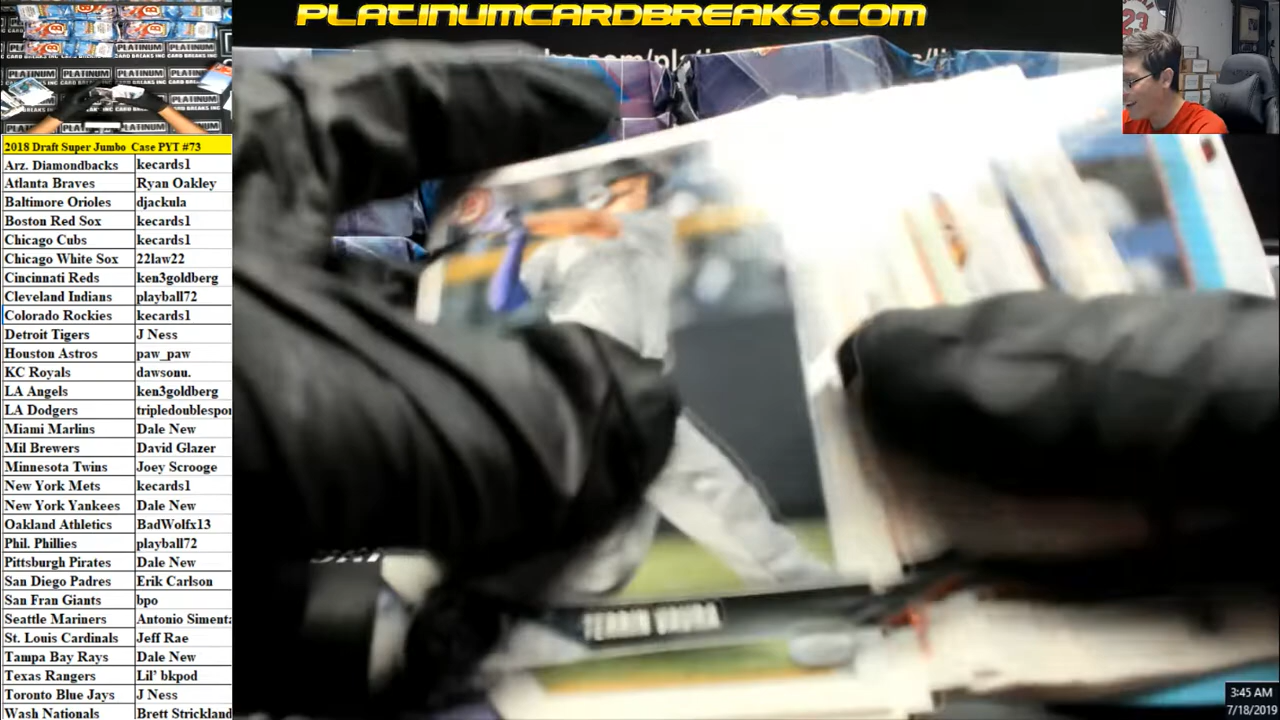 PLATINUMCARDBREAKS.COM
2018 Draft Super Jumbo Case PYT #73
Arz. Diamondbacks kecards1
Atlanta Braves Ryan Oakley
Baltimore Orioles djackula
Boston Red Sox kecards1
Chicago Cubs kecards1
Chicago White Sox 22law22
Cincinnati Reds ken3goldberg
Cleveland Indians playball72
Colorado Rockies kecards1
Detroit Tigers J Ness
Houston Astros paw_paw
KC Royals dawsonu.
LA Angels ken3goldberg
LA Dodgers tripledoublespor
Miami Marlins Dale New
Mil Brewers David Glazer
Minnesota Twins Joey Scrooge
New York Mets kecards1
New York Yankees Dale New
Oakland Athletics BadWolfx13
Phil. Phillies playball72
Pittsburgh Pirates Dale New
San Diego Padres Erik Carlson
San Fran Giants bpo
Seattle Mariners Antonio Simenta
St. Louis Cardinals Jeff Rae
Tampa Bay Rays Dale New
Texas Rangers Lil' bkpod
Toronto Blue Jays J Ness
Wash Nationals Brett Strickland
PLATINUM PLATINUM PLATINUM
3:45 AM
7/18/2019